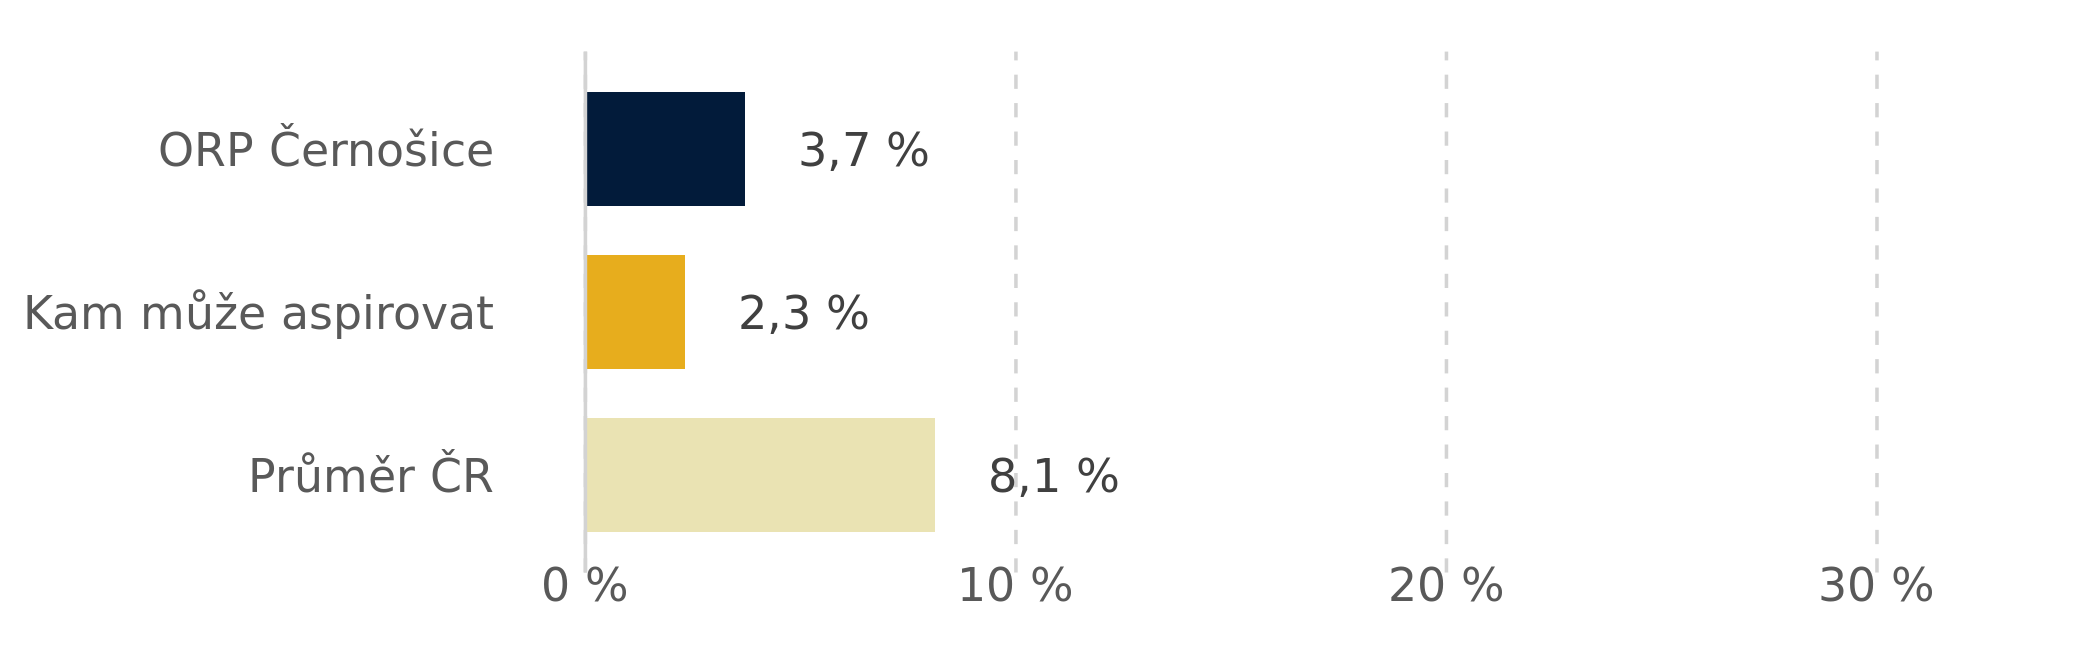 ORP Černošice 3,7 %
Kam může aspirovat 2,3 %
Průměr ČR 8,1 %
0 % 10 % 20 % 30 %